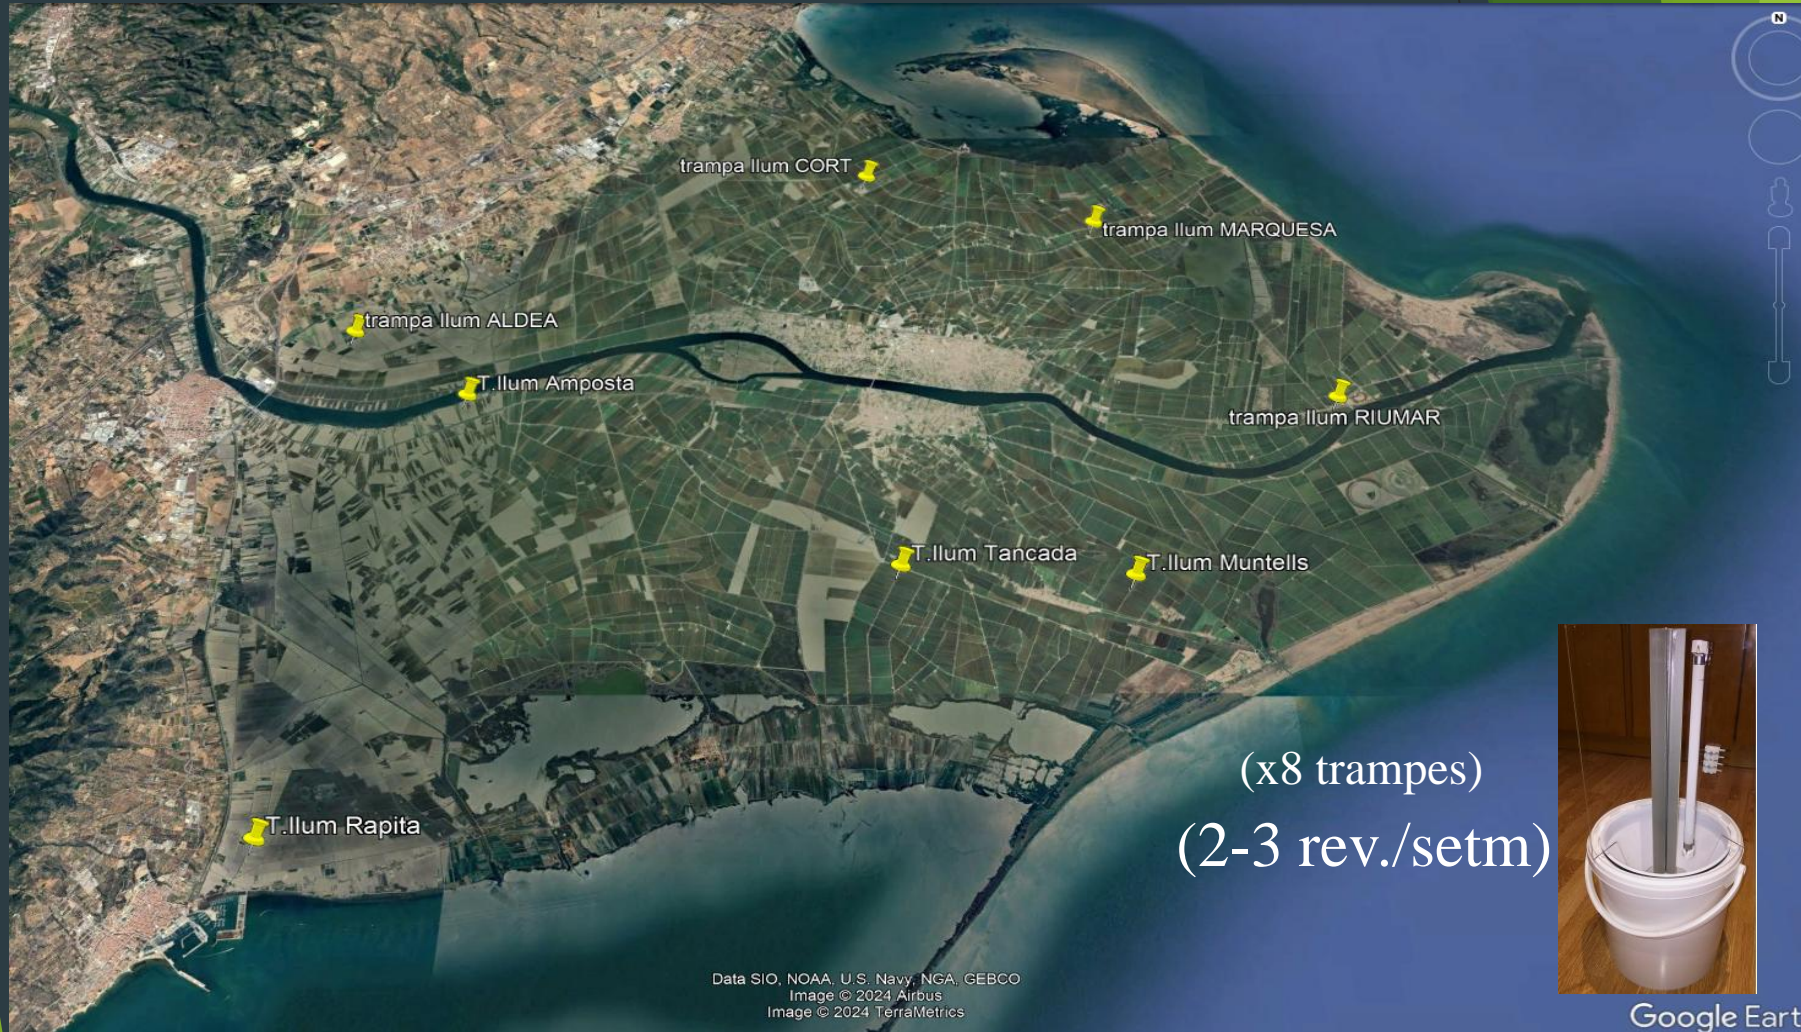 N
trampa llum CORT
trampa llum MARQUESA
trampa llum ALDEA
T.llum Amposta
trampa llum RIUMAR
T.llum Tancada
T.llum Muntells
(x8 trampes)
(2-3 rev./setm)
T.llum Rapita
Data SIO, NOAA, U.S. Navy, NGA, GEBCO
Image © 2024 Airbus
Image © 2024 TerraMetrics
Google Eart